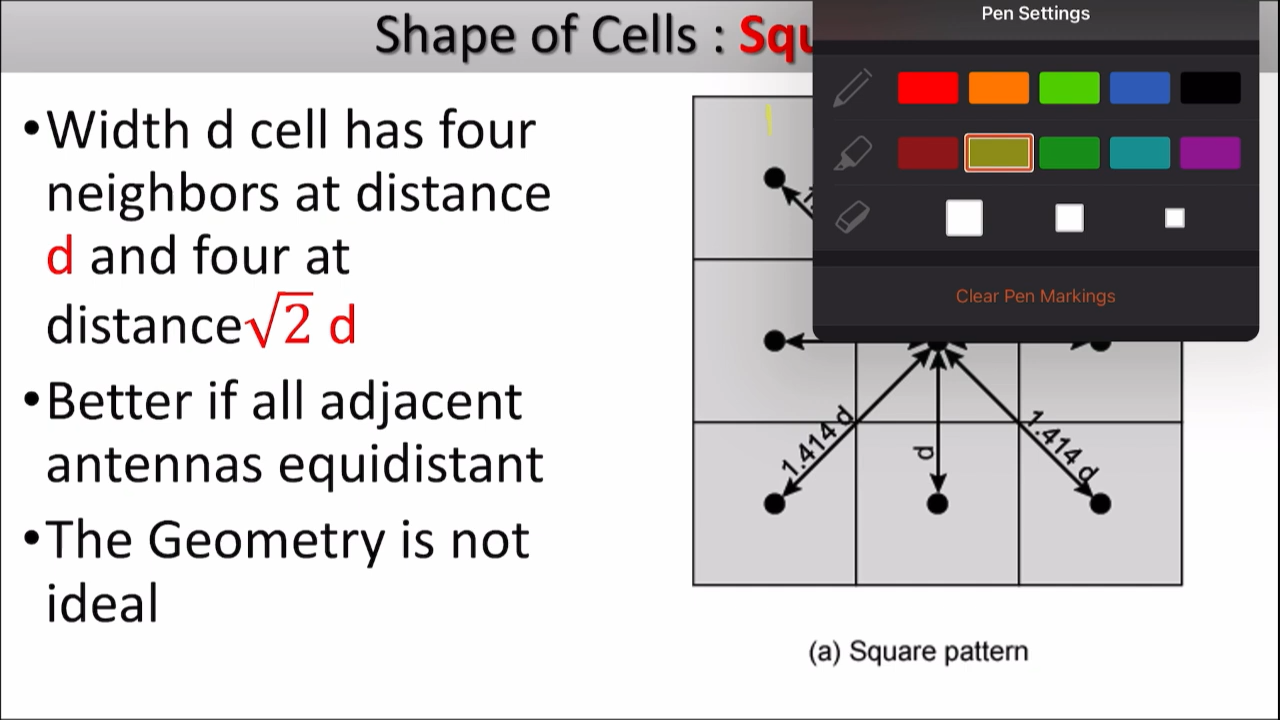 Shape of Cells : Squ
Pen Settings
•Width d cell has four
neighbors at distance
d and four at
distance√2 d
•Better if all adjacent
antennas equidistant
•The Geometry is not
ideal
Clear Pen Markings
1.414 d
d
1.414 d
(a) Square pattern